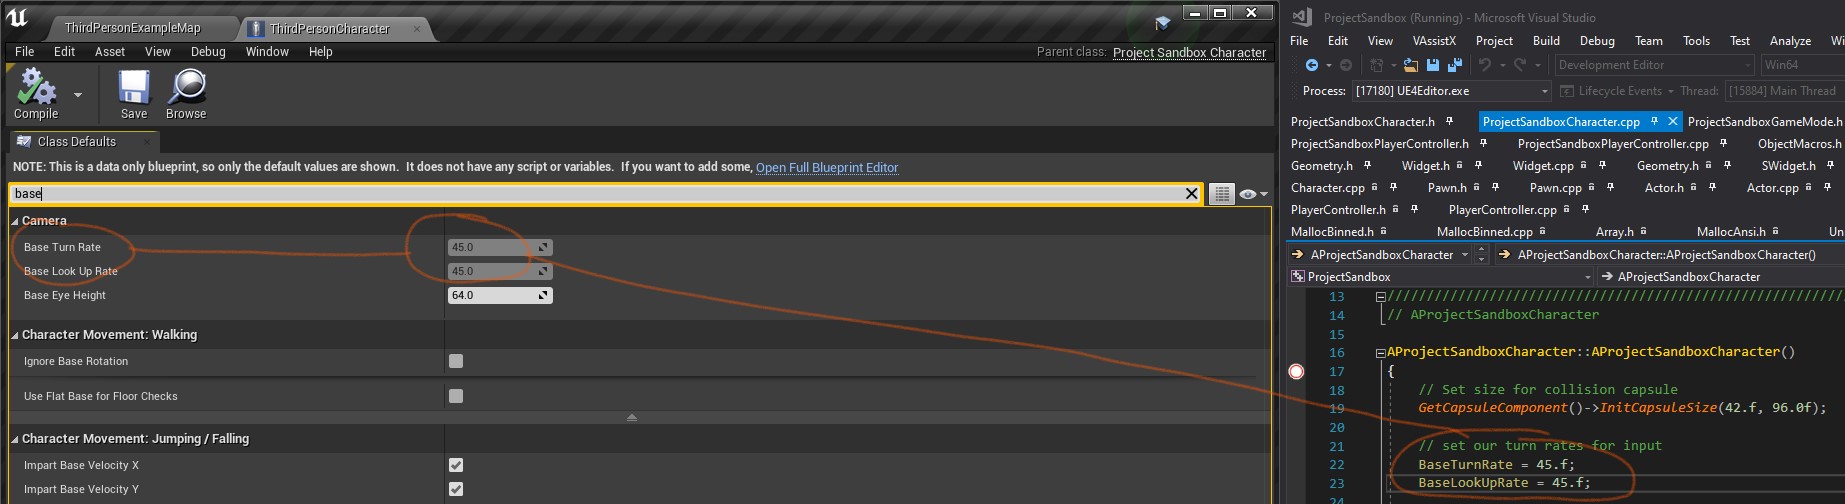 ThirdPersonExampleMap
ThirdPersonCharacter
File Edit Asset View Debug Window Help
Parent class: Project Sandbox Character
Compile
Save
Browse
Class Defaults
NOTE: This is a data only blueprint, so only the default values are shown. It does not have any script or variables. If you want to add some, Open Full Blueprint Editor
base
Camera
Base Turn Rate 45.0
Base Look Up Rate 45.0
Base Eye Height 64.0
Character Movement: Walking
Ignore Base Rotation
Use Flat Base for Floor Checks
Character Movement: Jumping / Falling
Impart Base Velocity X
Impart Base Velocity Y
ProjectSandbox (Running) - Microsoft Visual Studio
File Edit View VAssistX Project Build Debug Team Tools Test Analyze Wi
Development Editor Win64
Process: [17180] UE4Editor.exe Lifecycle Events Thread: [15884] Main Thread
ProjectSandboxCharacter.h ProjectSandboxCharacter.cpp ProjectSandboxGameMode.h
ProjectSandboxPlayerController.h ProjectSandboxPlayerController.cpp ObjectMacros.h
Geometry.h Widget.h Widget.cpp Geometry.h SWidget.h
Character.cpp Pawn.h Pawn.cpp Actor.h Actor.cpp
PlayerController.h PlayerController.cpp
MallocBinned.h MallocBinned.cpp Array.h MallocAnsi.h Un
AProjectSandboxCharacter AProjectSandboxCharacter::AProjectSandboxCharacter()
ProjectSandbox AProjectSandboxCharacter
13 ////////////////////////////////////////////////////////////
14 // AProjectSandboxCharacter
15
16 AProjectSandboxCharacter::AProjectSandboxCharacter()
17 {
18 // Set size for collision capsule
19 GetCapsuleComponent()->InitCapsuleSize(42.f, 96.0f);
20
21 // set our turn rates for input
22 BaseTurnRate = 45.f;
23 BaseLookUpRate = 45.f;
24